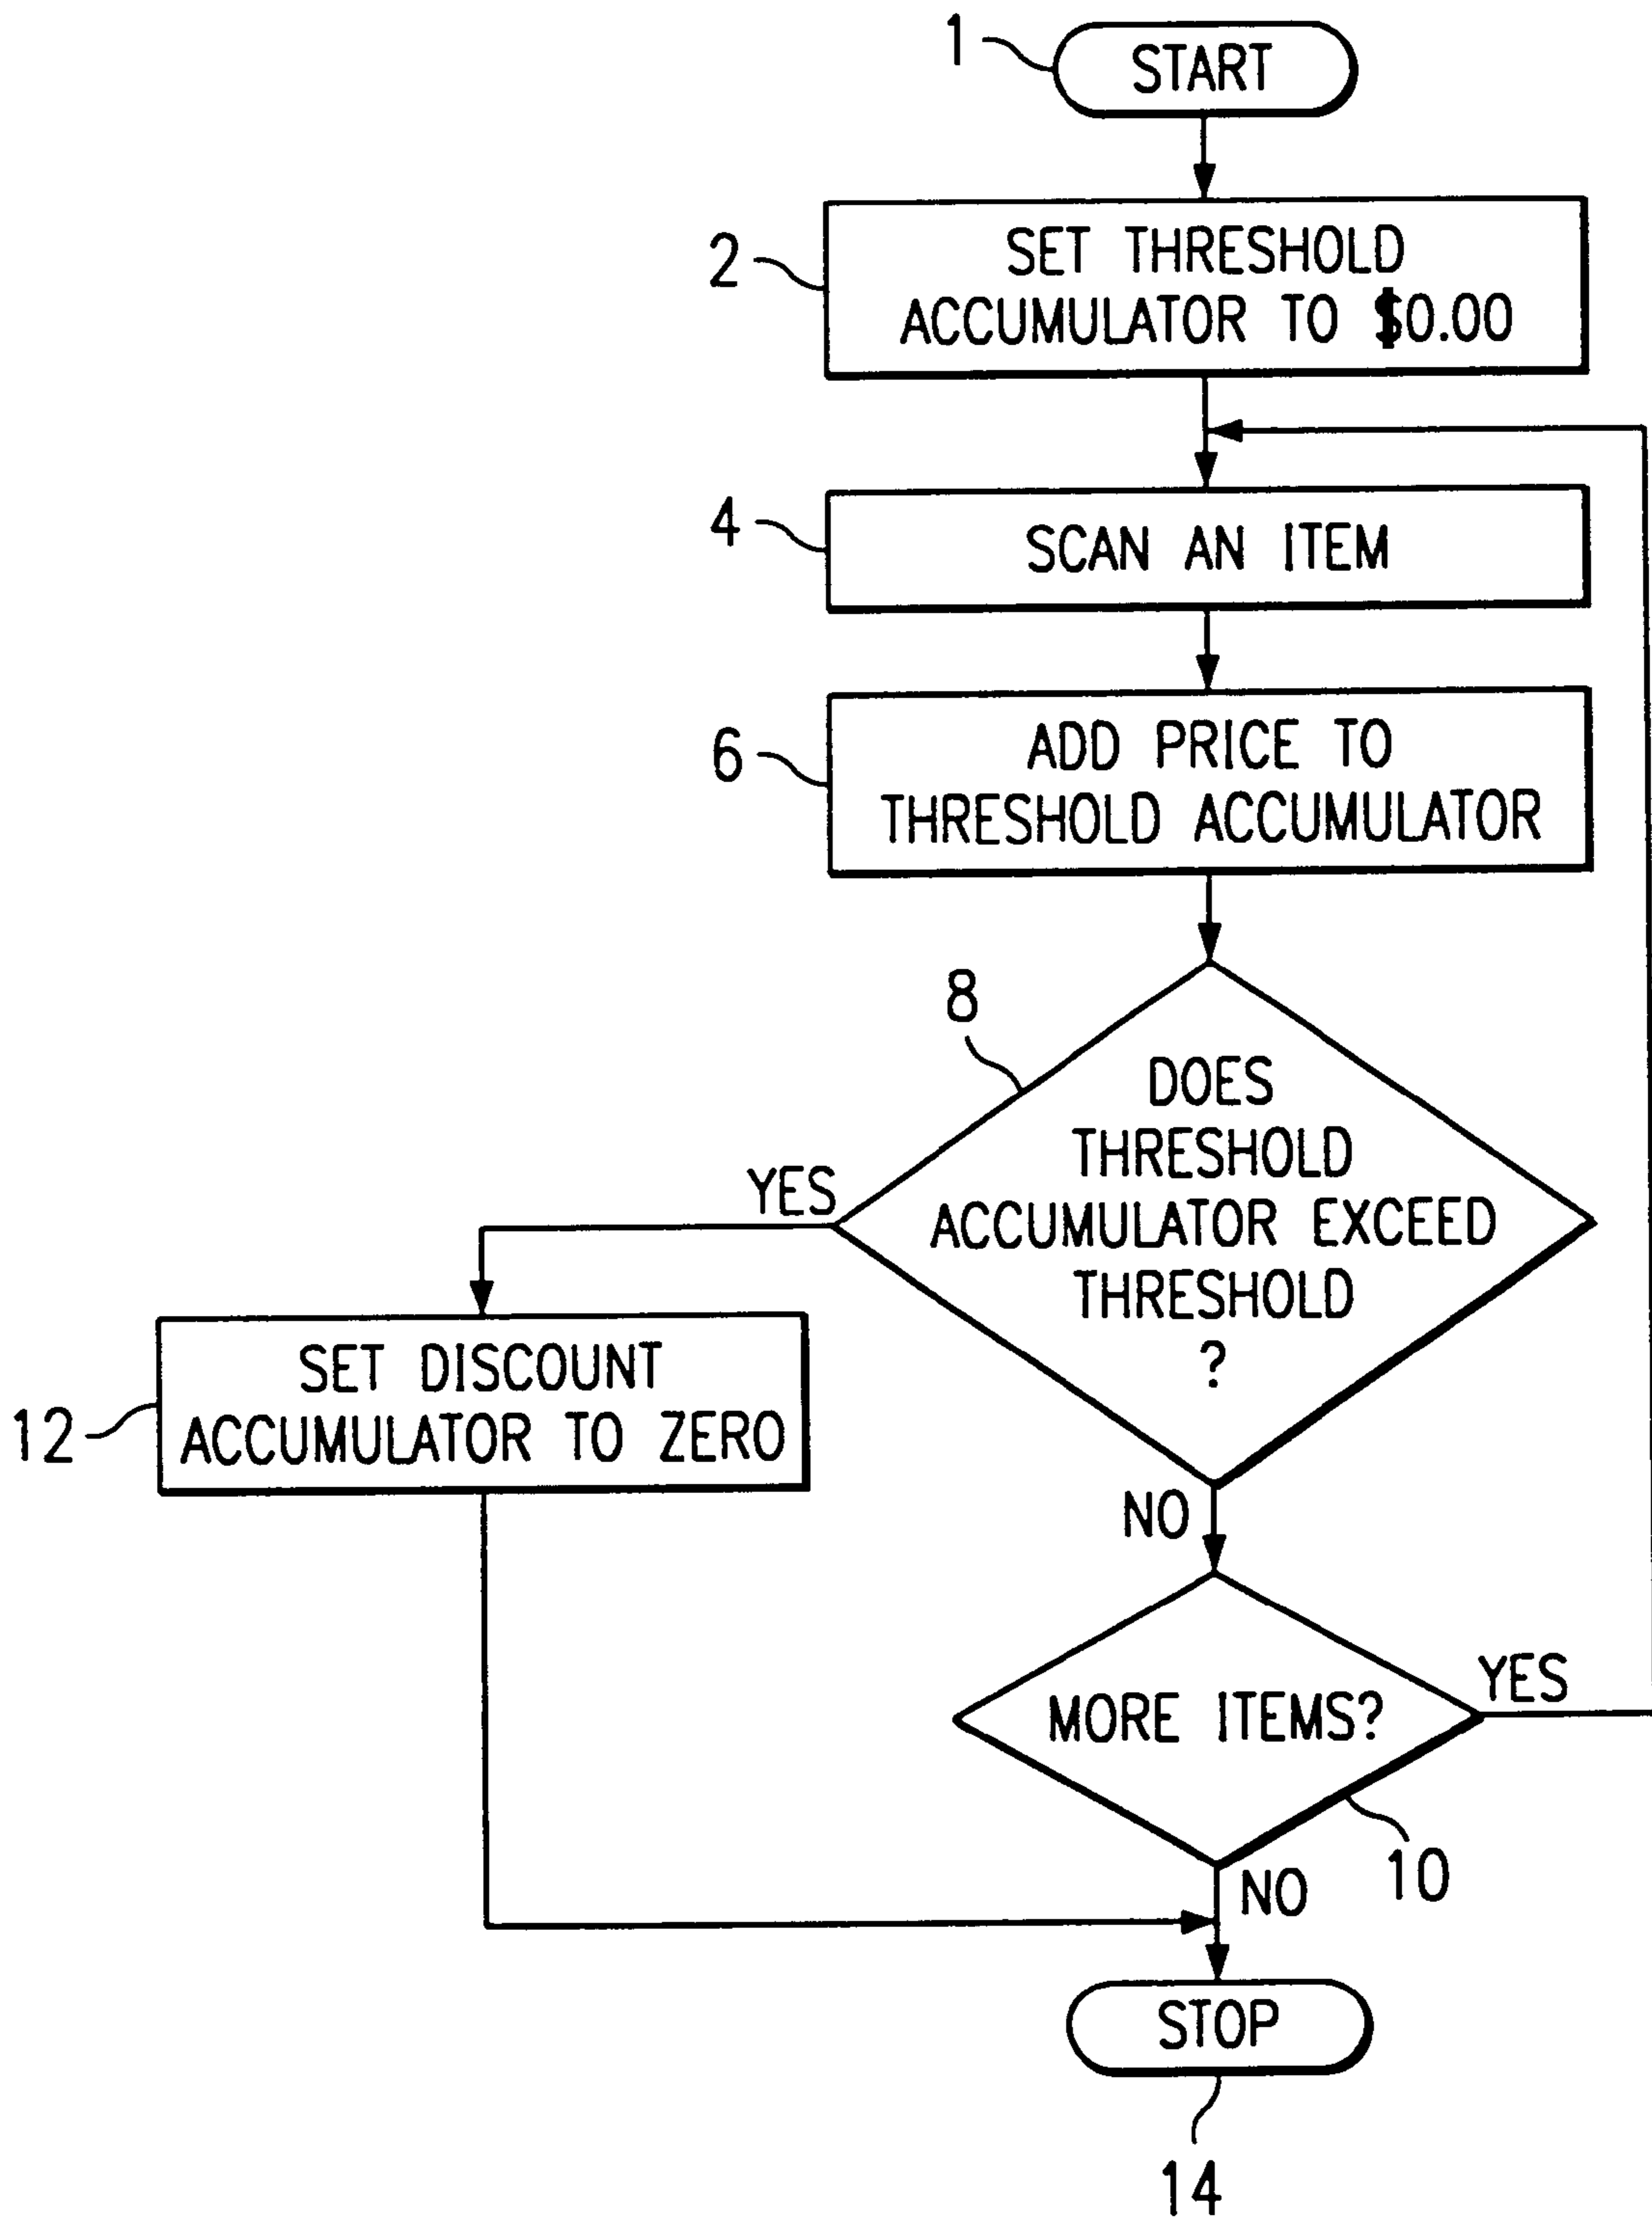 1
START
2
SET THRESHOLD
ACCUMULATOR TO $0.00
4
SCAN AN ITEM
6
ADD PRICE TO
THRESHOLD ACCUMULATOR
8
DOES
THRESHOLD
ACCUMULATOR EXCEED
THRESHOLD
?
YES
SET DISCOUNT
ACCUMULATOR TO ZERO
12
NO
MORE ITEMS?
YES
10
NO
STOP
14